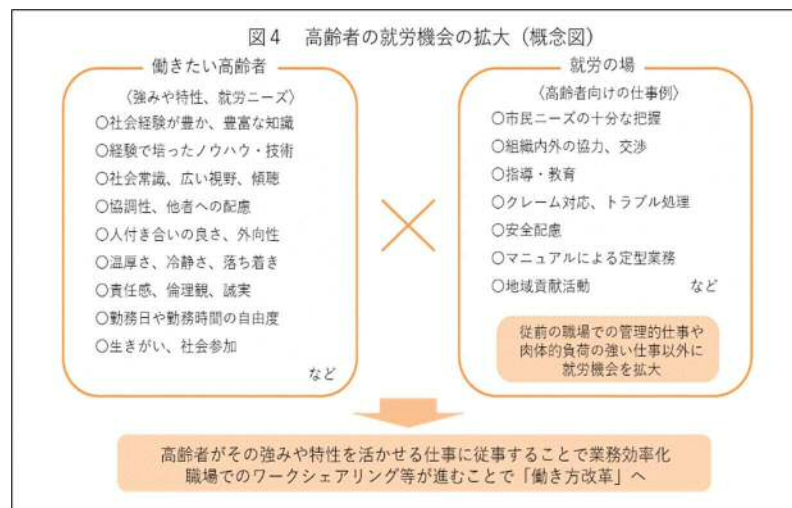 図4 高齢者の就労機会の拡大（概念図）
働きたい高齢者
〈強みや特性、就労ニーズ〉
○社会経験が豊か、豊富な知識
○経験で培ったノウハウ・技術
○社会常識、広い視野、傾聴
○協調性、他者への配慮
○人付き合いの良さ、外向性
○温厚さ、冷静さ、落ち着き
○責任感、倫理観、誠実
○勤務日や勤務時間の自由度
○生きがい、社会参加
など
就労の場
〈高齢者向けの仕事例〉
○市民ニーズの十分な把握
○組織内外の協力、交渉
○指導・教育
○クレーム対応、トラブル処理
○安全配慮
○マニュアルによる定型業務
○地域貢献活動 など
従前の職場での管理的仕事や
肉体的負荷の強い仕事以外に
就労機会を拡大
高齢者がその強みや特性を活かせる仕事に従事することで業務効率化
職場でのワークシェアリング等が進むことで「働き方改革」へ